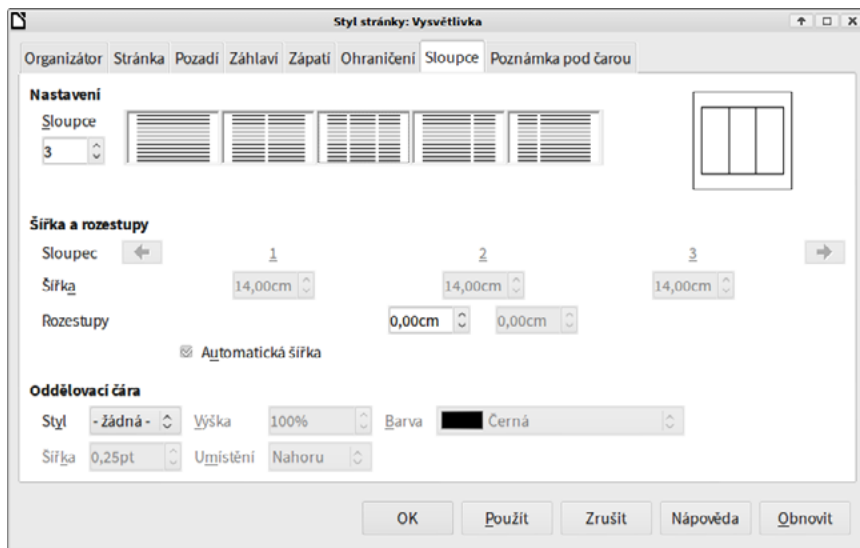 Styl stránky: Vysvětlivka
Organizátor Stránka Pozadí Záhlaví Zápatí Ohraničení Sloupce Poznámka pod čarou
Nastavení
Sloupce
3
Šířka a rozestupy
Sloupec 1 2 3
Šířka 14,00cm 14,00cm 14,00cm
Rozestupy 0,00cm 0,00cm
Automatická šířka
Oddělovací čára
Styl - žádná - Výška 100% Barva Černá
Šířka 0,25pt Umístění Nahoru
OK Použít Zrušit Nápověda Obnovit